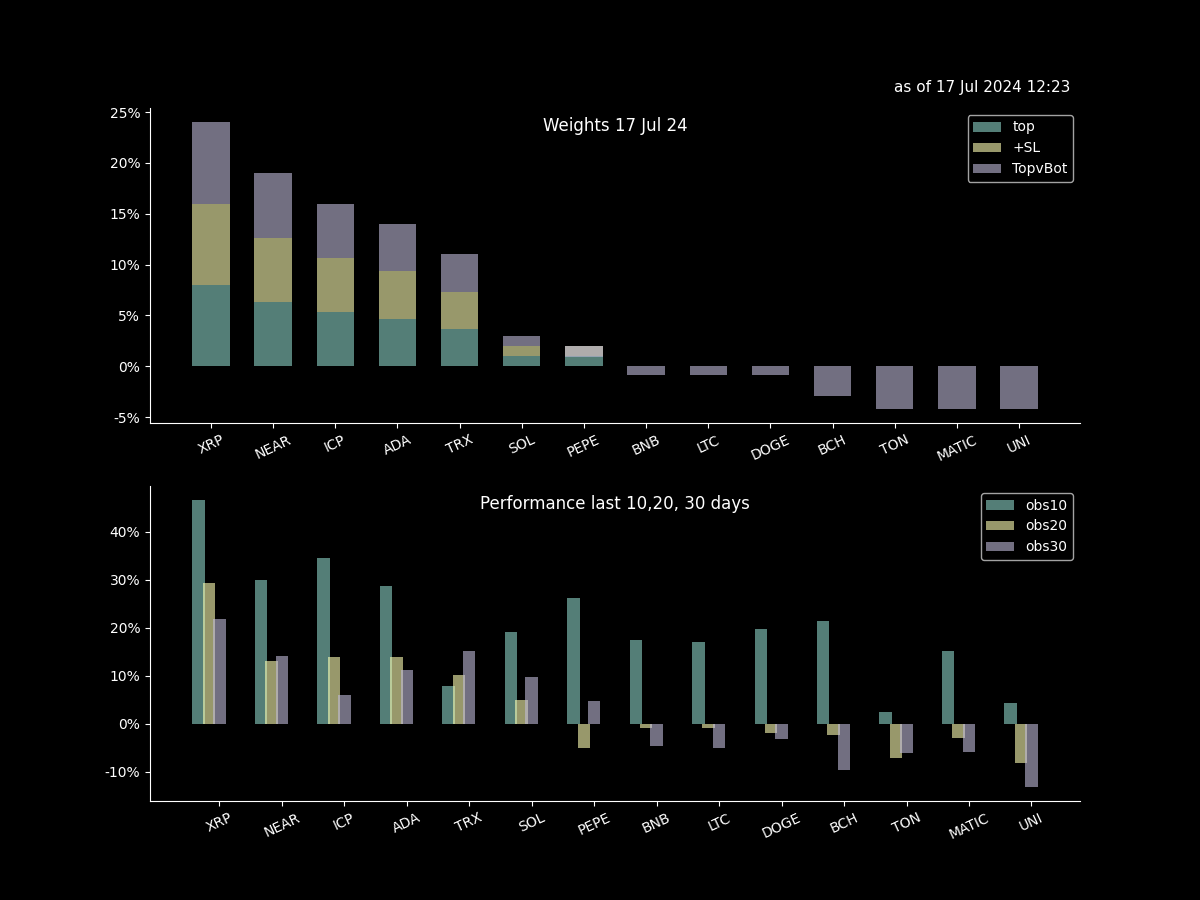 as of 17 Jul 2024 12:23
Weights 17 Jul 24
top
+SL
TopvBot
25%
20%
15%
10%
5%
0%
-5%
XRP NEAR ICP ADA TRX SOL PEPE BNB LTC DOGE BCH TON MATIC UNI
Performance last 10,20, 30 days
obs10
obs20
obs30
40%
30%
20%
10%
0%
-10%
XRP NEAR ICP ADA TRX SOL PEPE BNB LTC DOGE BCH TON MATIC UNI